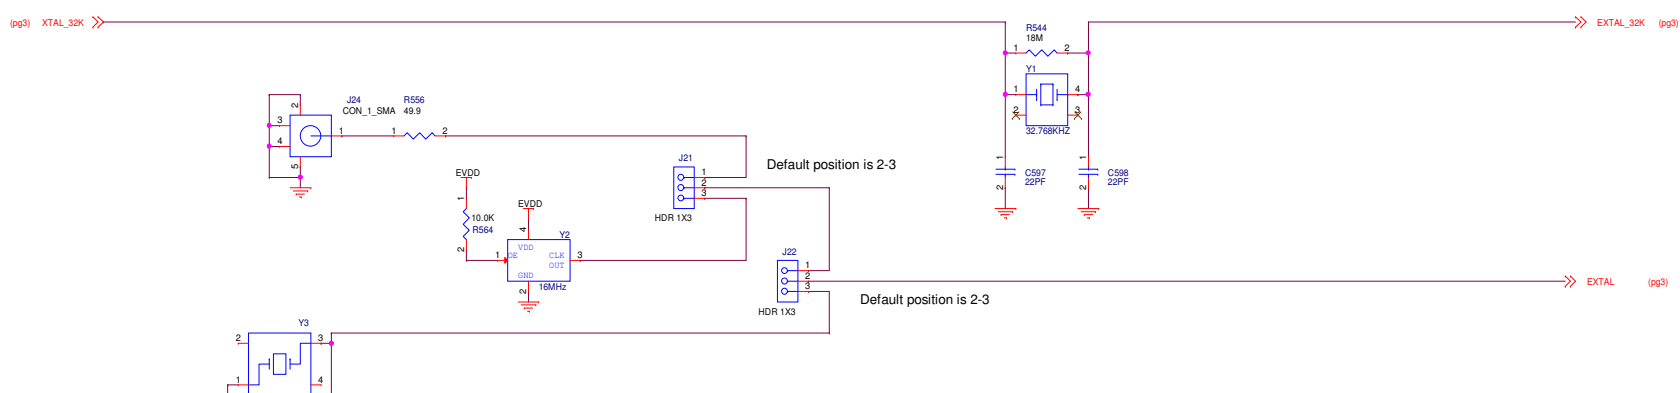 (pg3) XTAL_32K
EXTAL_32K (pg3)
R544
18M
1 2
Y1
1 4
2 3
32.768KHZ
J24 R556
CON_1_SMA 49.9
2
3
4
5
1 1 2
J21
Default position is 2-3
1
2
3
HDR 1X3
1 C597
22PF
2
1 C598
22PF
2
EVDD
1
10.0K
R564
2
EVDD
4
Y2
VDD
1 OE CLK 3
OUT
GND
16MHz
2
J22
1
2
3
HDR 1X3
EXTAL (pg3)
Default position is 2-3
Y3
2 3
1 4